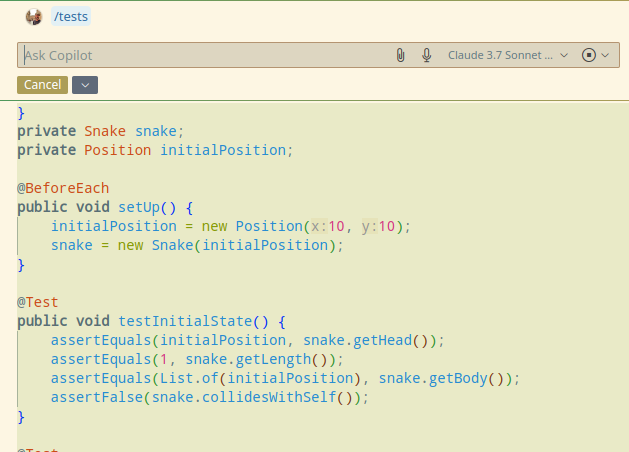 /tests
Ask Copilot
Claude 3.7 Sonnet ...
Cancel
}
private Snake snake;
private Position initialPosition;
@BeforeEach
public void setUp() {
initialPosition = new Position(x:10, y:10);
snake = new Snake(initialPosition);
}
@Test
public void testInitialState() {
assertEquals(initialPosition, snake.getHead());
assertEquals(1, snake.getLength());
assertEquals(List.of(initialPosition), snake.getBody());
assertFalse(snake.collidesWithSelf());
}
@Test